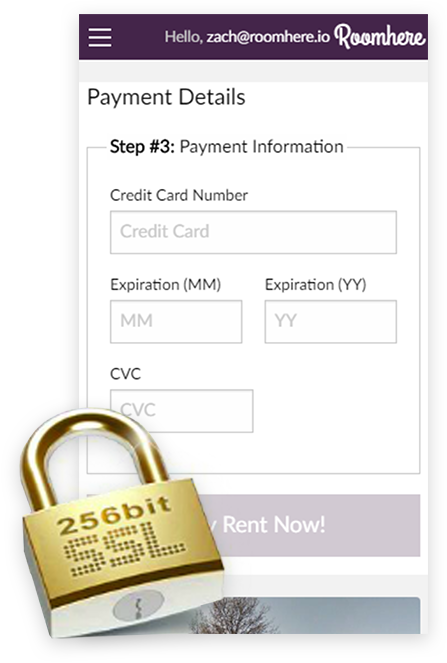 Hello, zach@roomhere.io Roomhere
Payment Details
Step #3: Payment Information
Credit Card Number
Credit Card
Expiration (MM) Expiration (YY)
MM YY
CVC
CVC
256bit
SSL
y Rent Now!